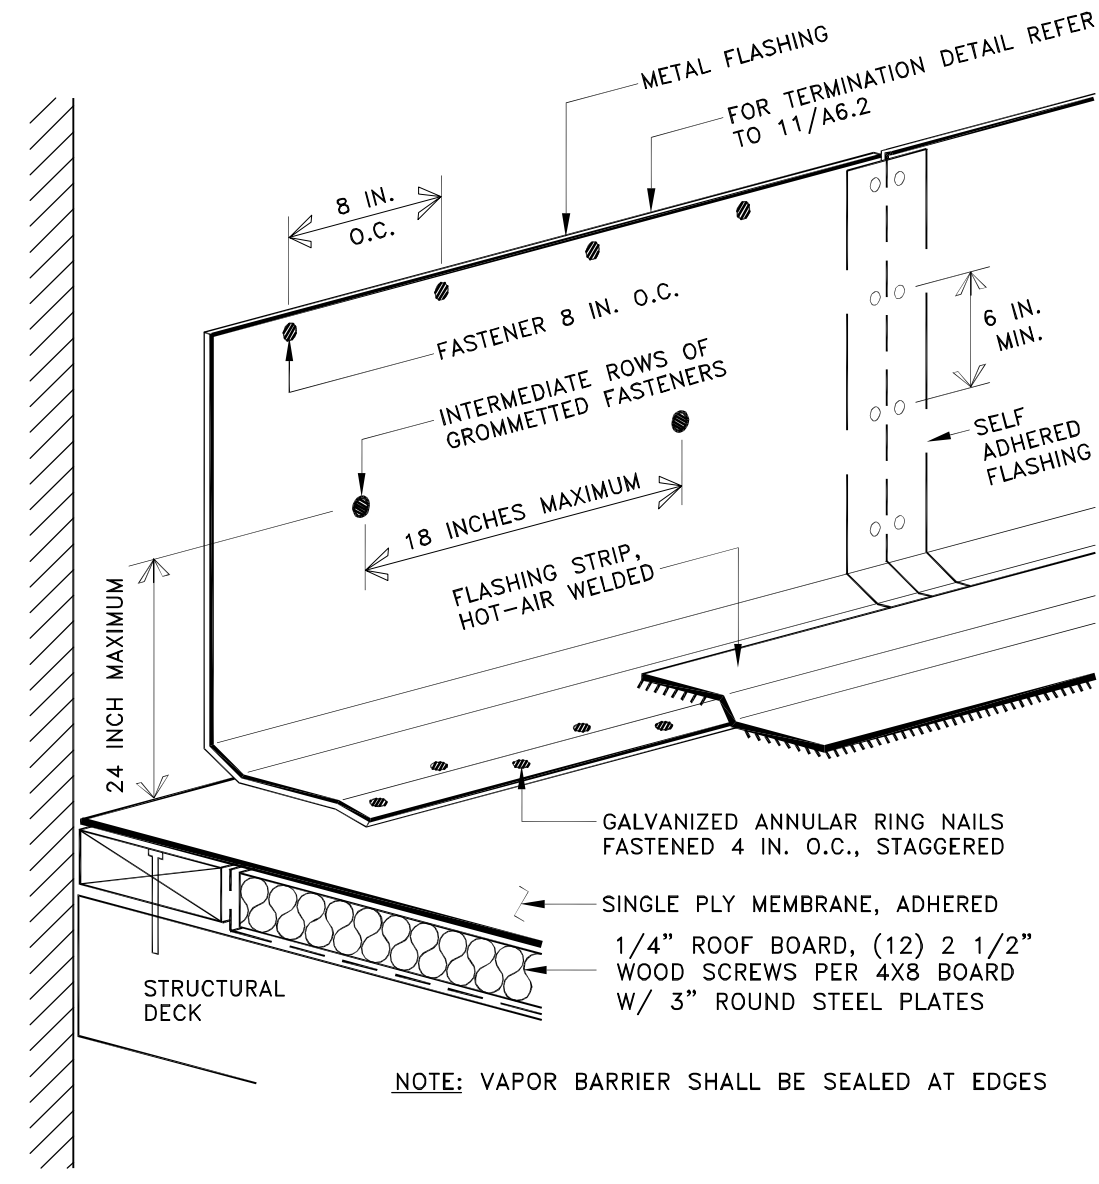 METAL FLASHING
FOR TERMINATION DETAIL REFER
TO 11/A6.2
8 IN.
O.C.
FASTENER 8 IN. O.C.
6 IN.
MIN.
INTERMEDIATE ROWS OF
GROMMETTED FASTENERS
SELF
ADHERED
FLASHING
18 INCHES MAXIMUM
FLASHING STRIP,
HOT-AIR WELDED
24 INCH MAXIMUM
GALVANIZED ANNULAR RING NAILS
FASTENED 4 IN. O.C., STAGGERED
SINGLE PLY MEMBRANE, ADHERED
1/4” ROOF BOARD, (12) 2 1/2”
WOOD SCREWS PER 4X8 BOARD
W/ 3” ROUND STEEL PLATES
STRUCTURAL
DECK
NOTE: VAPOR BARRIER SHALL BE SEALED AT EDGES